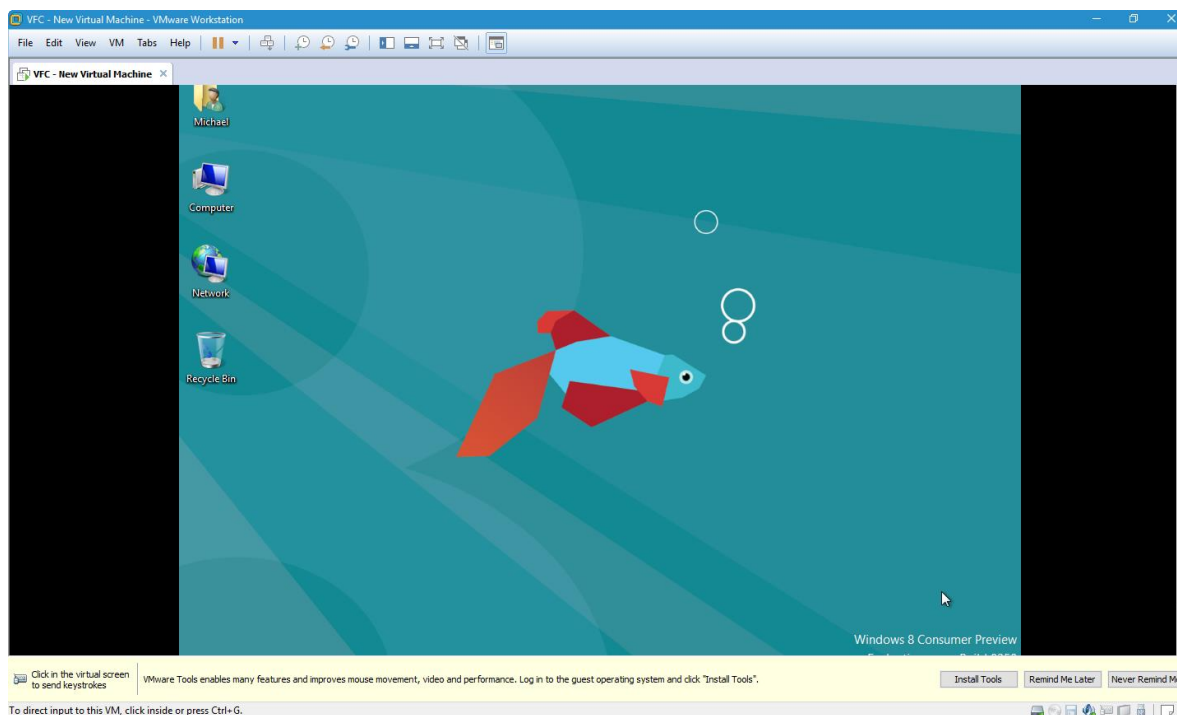 VFC - New Virtual Machine - VMware Workstation
File Edit View VM Tabs Help
VFC - New Virtual Machine
Michael
Computer
Network
Recycle Bin
Windows 8 Consumer Preview
Click in the virtual screen
to send keystrokes
VMware Tools enables many features and improves mouse movement, video and performance. Log in to the guest operating system and click "Install Tools".
Install Tools Remind Me Later Never Remind M
To direct input to this VM, click inside or press Ctrl+G.